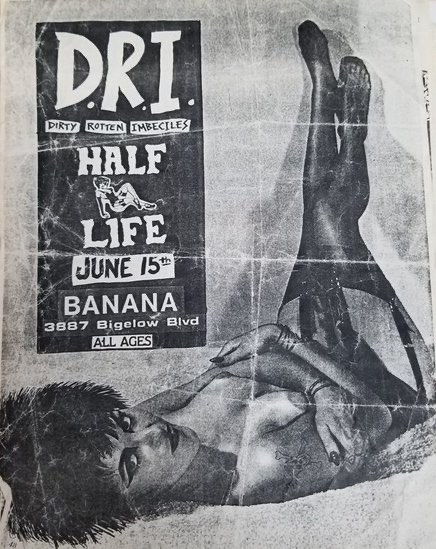 D.R.I.
DIRTY ROTTEN IMBECILES
HALF
LIFE
JUNE 15th
BANANA
3887 Bigelow Blvd
ALL AGES